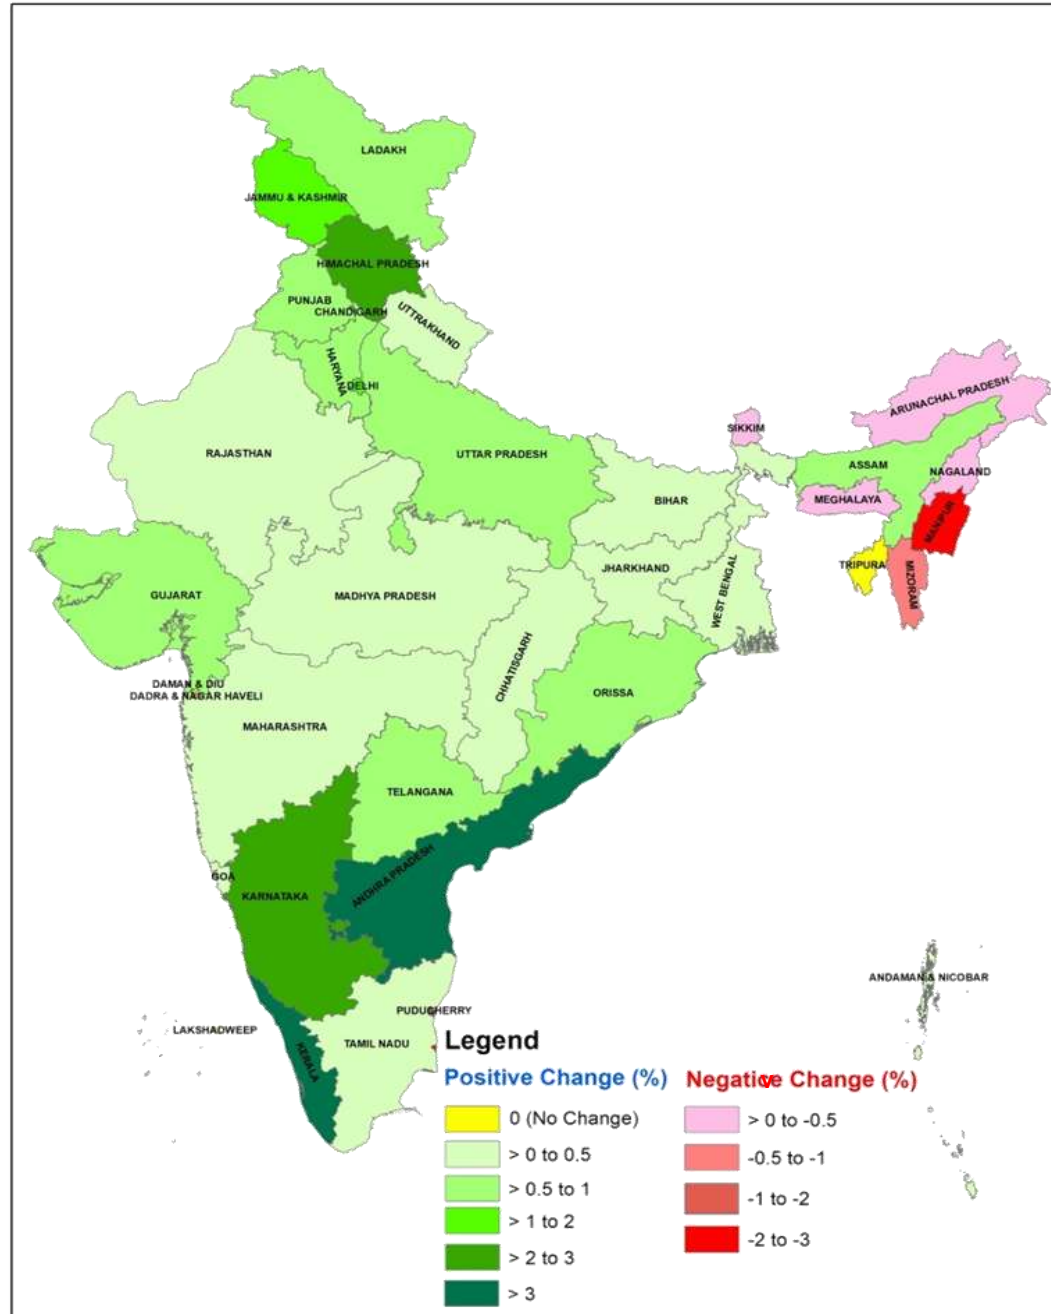 LADAKH
JAMMU & KASHMIR
HIMACHAL PRADESH
PUNJAB
CHANDIGARH
UTTRAKHAND
HARYANA
DELHI
ARUNACHAL PRADESH
SIKKIM
RAJASTHAN
UTTAR PRADESH
ASSAM
NAGALAND
BIHAR
MEGHALAYA
MANIPUR
TRIPURA
JHARKHAND
MIZORAM
GUJARAT
MADHYA PRADESH
WEST BENGAL
CHHATISGARH
DAMAN & DIU
DADRA & NAGAR HAVELI
ORISSA
MAHARASHTRA
TELANGANA
ANDHRA PRADESH
GOA
KARNATAKA
ANDAMAN & NICOBAR
PUDUCHERRY
LAKSHADWEEP
TAMIL NADU
KERALA
Legend
Positive Change (%)
0 (No Change)
> 0 to 0.5
> 0.5 to 1
> 1 to 2
> 2 to 3
> 3
Negative Change (%)
> 0 to -0.5
-0.5 to -1
-1 to -2
-2 to -3